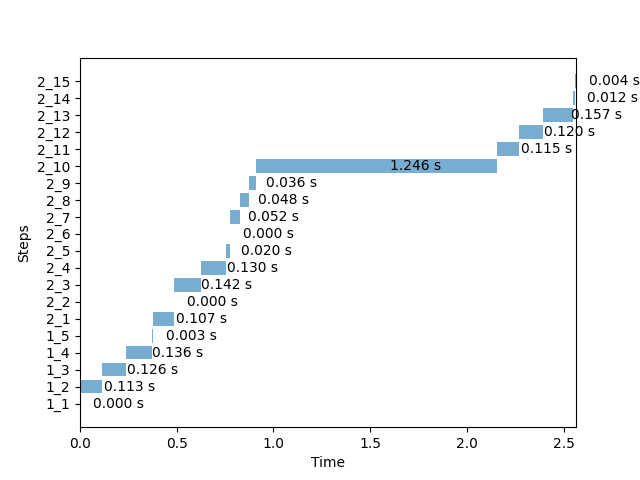 2_15 0.004 s
2_14 0.012 s
2_13 0.157 s
2_12 0.120 s
2_11 0.115 s
2_10 1.246 s
2_9 0.036 s
2_8 0.048 s
2_7 0.052 s
2_6 0.000 s
2_5 0.020 s
2_4 0.130 s
2_3 0.142 s
2_2 0.000 s
2_1 0.107 s
1_5 0.003 s
1_4 0.136 s
1_3 0.126 s
1_2 0.113 s
1_1 0.000 s
Steps
0.0 0.5 1.0 1.5 2.0 2.5
Time